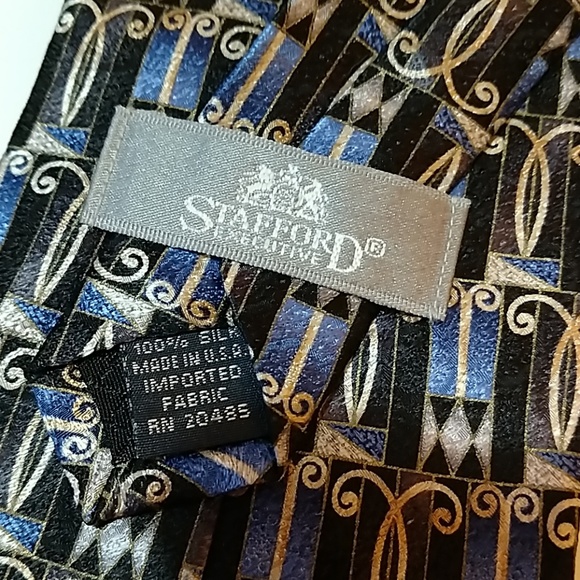 STAFFORD®
EXECUTIVE
100% SILK
MADE IN U.S.A.
IMPORTED
FABRIC
RN 20485